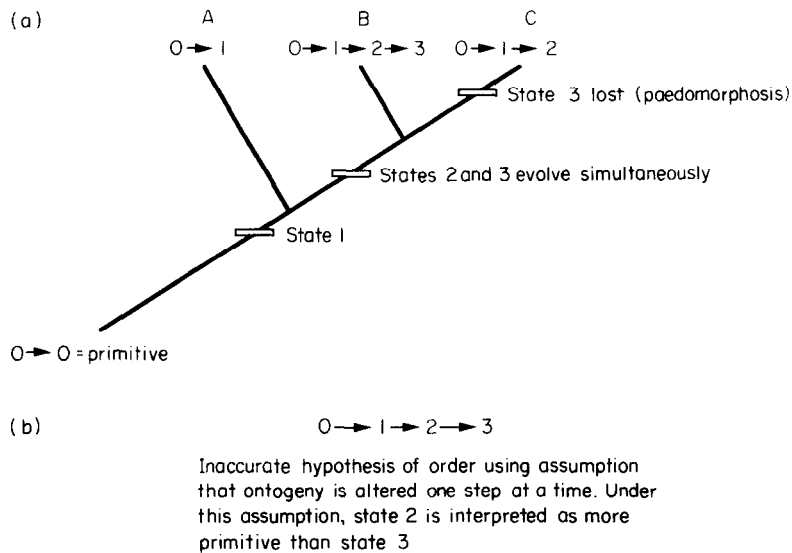 (a)
A B C
0→1 0→1→2→3 0→1→2
State 3 lost (paedomorphosis)
States 2 and 3 evolve simultaneously
State 1
0→ 0 = primitive
(b) 0→1→2→3
Inaccurate hypothesis of order using assumption
that ontogeny is altered one step at a time. Under
this assumption, state 2 is interpreted as more
primitive than state 3